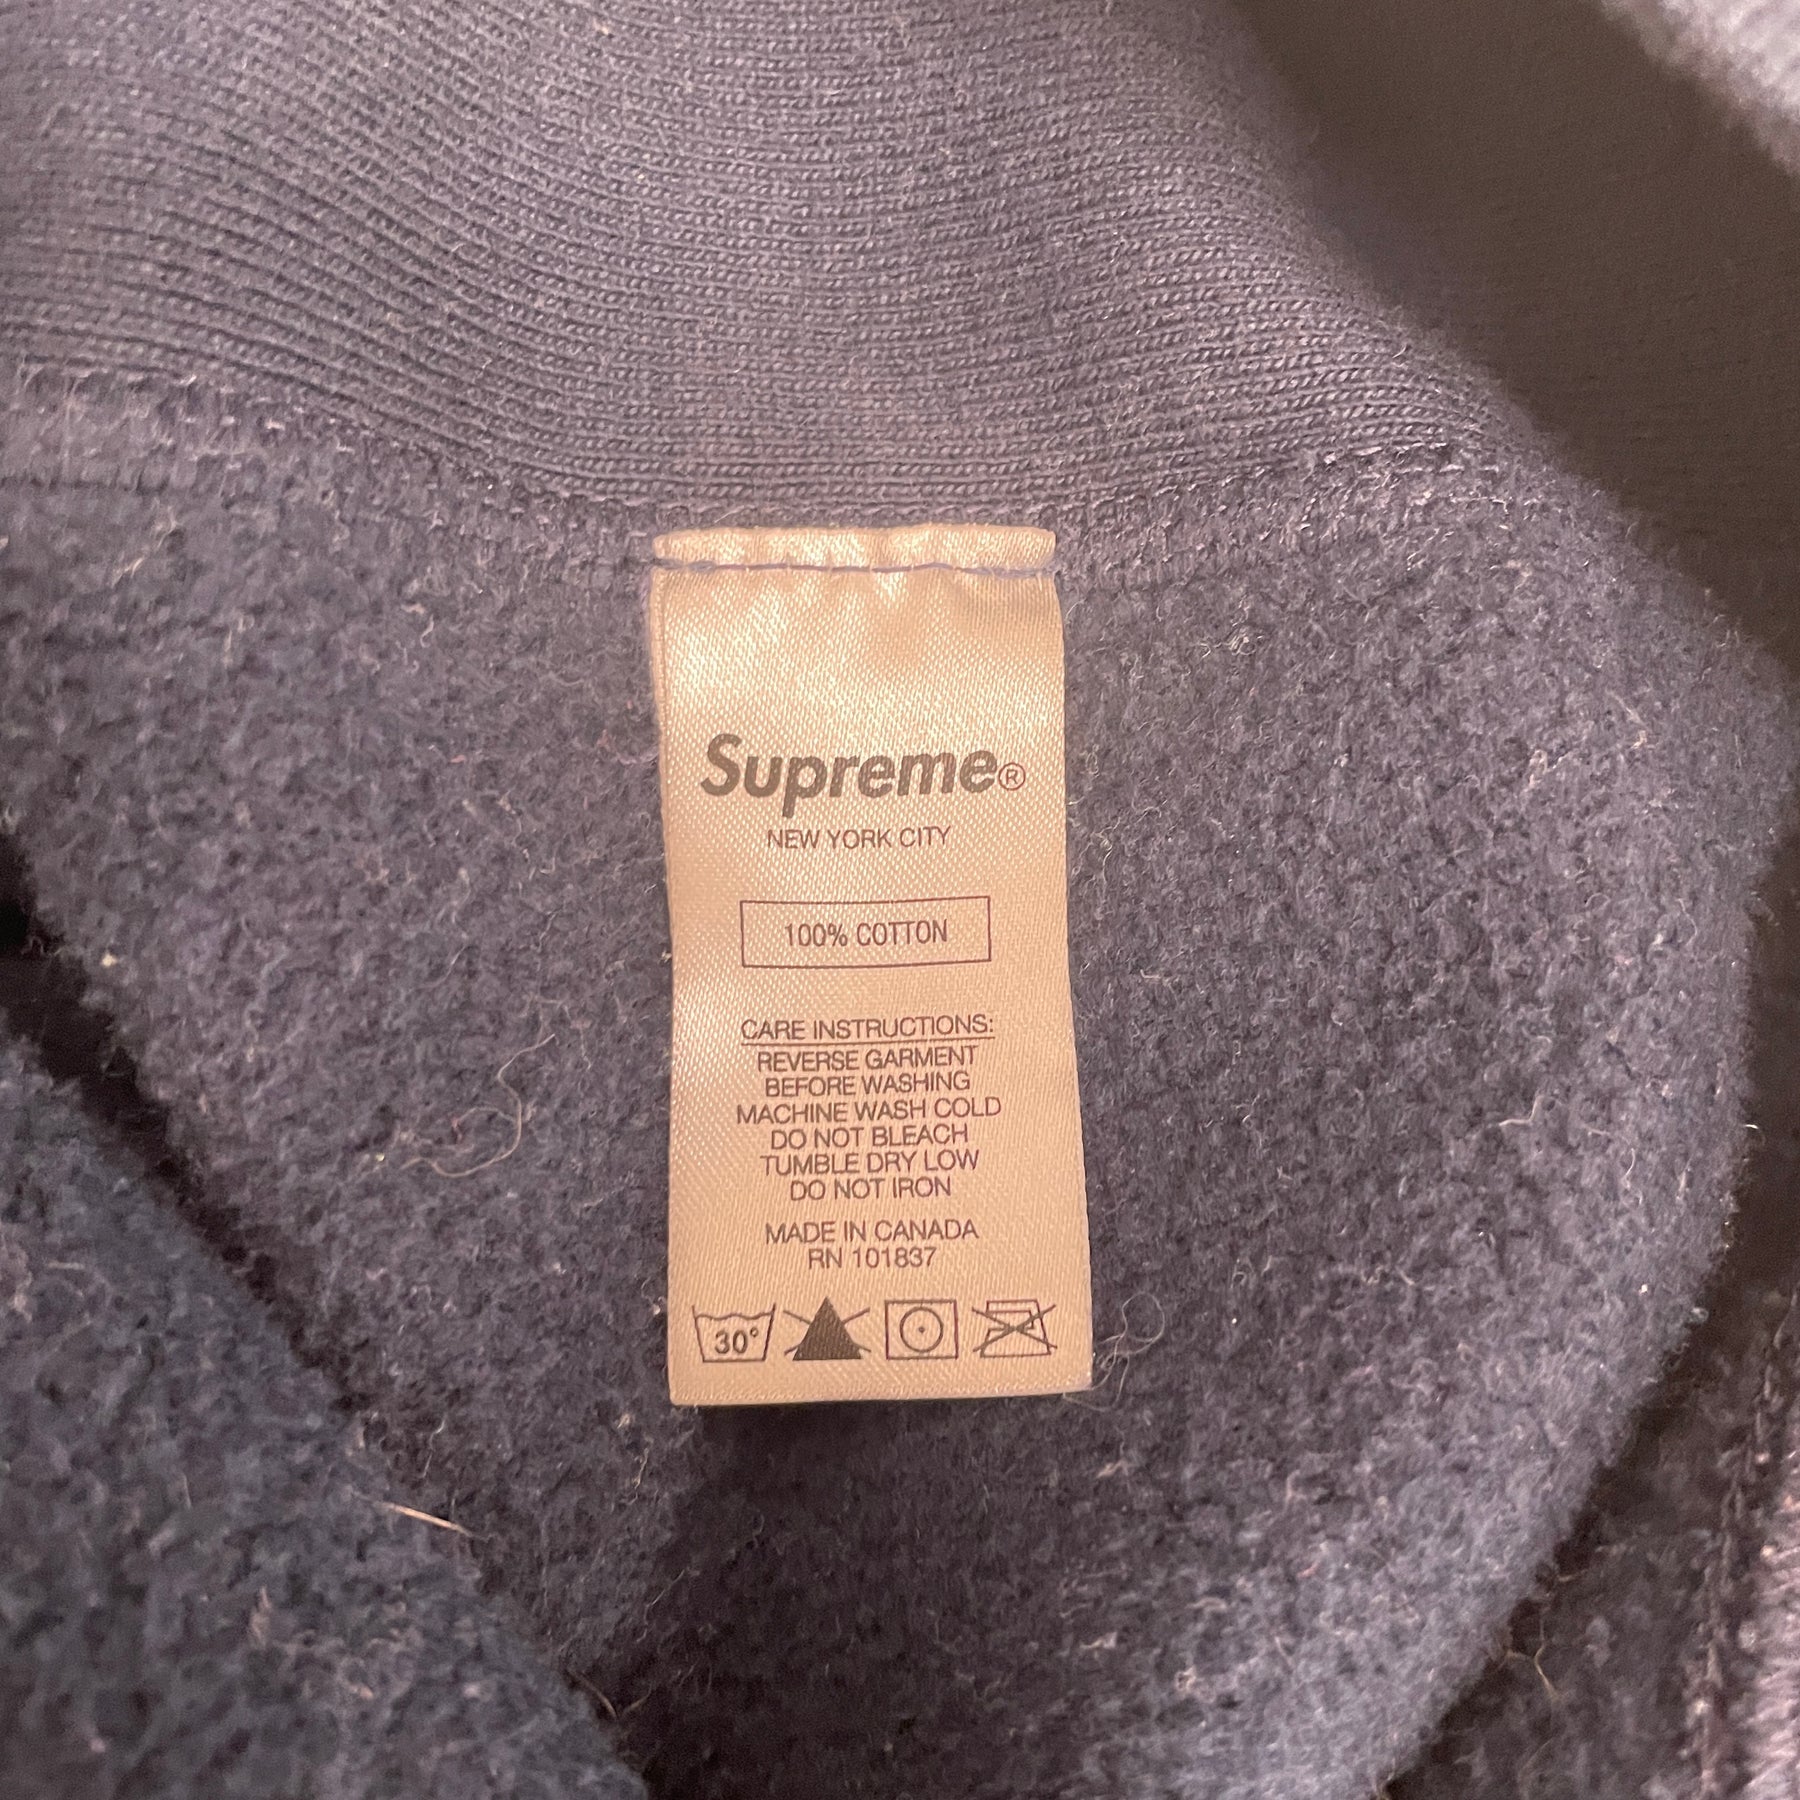 Supreme®
NEW YORK CITY
100% COTTON
CARE INSTRUCTIONS:
REVERSE GARMENT
BEFORE WASHING
MACHINE WASH COLD
DO NOT BLEACH
TUMBLE DRY LOW
DO NOT IRON
MADE IN CANADA
RN 101837
30°